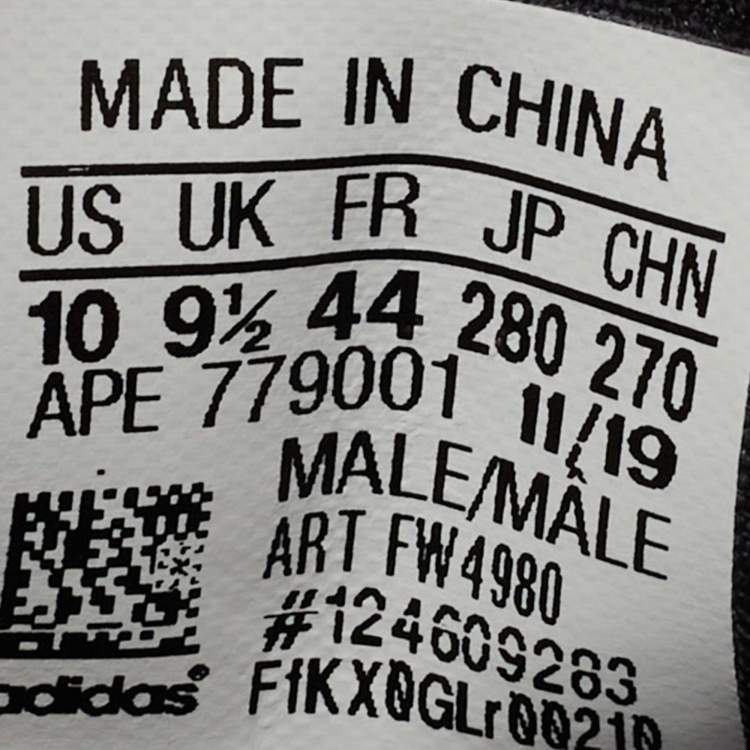 MADE IN CHINA
US UK FR JP CHN
10 9½ 44 280 270
APE 779001 11/19
MALE/MÂLE
ART FW4980
#124609283
adidas®
FfKX0GLr00210